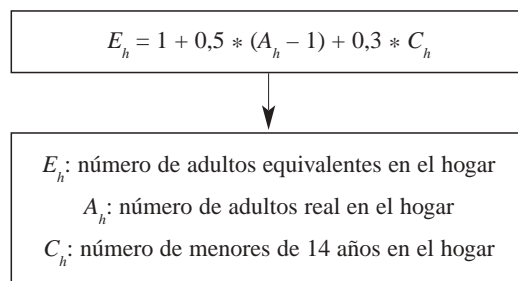 E_h = 1 + 0,5 * (A_h – 1) + 0,3 * C_h
E_h: número de adultos equivalentes en el hogar
A_h: número de adultos real en el hogar
C_h: número de menores de 14 años en el hogar